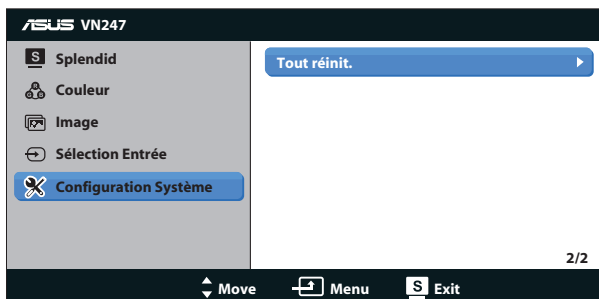 ASUS VN247
S Splendid
Couleur
Image
Sélection Entrée
Configuration Système
Tout réinit.
2/2
Move Menu S Exit